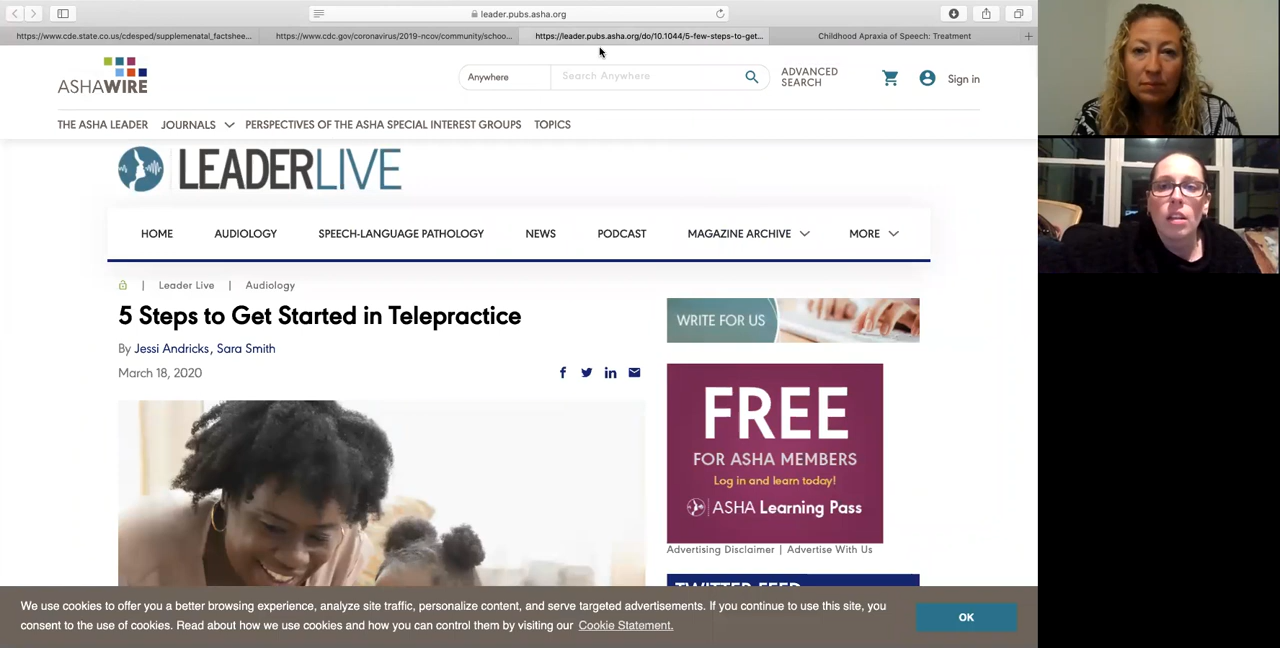 leader.pubs.asha.org
https://www.cde.state.co.us/cdesped/supplemenatal_factshee...
https://www.cdc.gov/coronavirus/2019-ncov/community/schoo...
https://leader.pubs.asha.org/do/10.1044/5-few-steps-to-get...
Childhood Apraxia of Speech: Treatment
ASHAWIRE
Anywhere
Search Anywhere
ADVANCED
SEARCH
Sign in
THE ASHA LEADER
JOURNALS
PERSPECTIVES OF THE ASHA SPECIAL INTEREST GROUPS
TOPICS
LEADERLIVE
HOME
AUDIOLOGY
SPEECH-LANGUAGE PATHOLOGY
NEWS
PODCAST
MAGAZINE ARCHIVE
MORE
| Leader Live | Audiology
5 Steps to Get Started in Telepractice
By Jessi Andricks, Sara Smith
March 18, 2020
WRITE FOR US
FREE
FOR ASHA MEMBERS
Log in and learn today!
ASHA Learning Pass
Advertising Disclaimer | Advertise With Us
TWITTER FEED
We use cookies to offer you a better browsing experience, analyze site traffic, personalize content, and serve targeted advertisements. If you continue to use this site, you
consent to the use of cookies. Read about how we use cookies and how you can control them by visiting our Cookie Statement.
OK